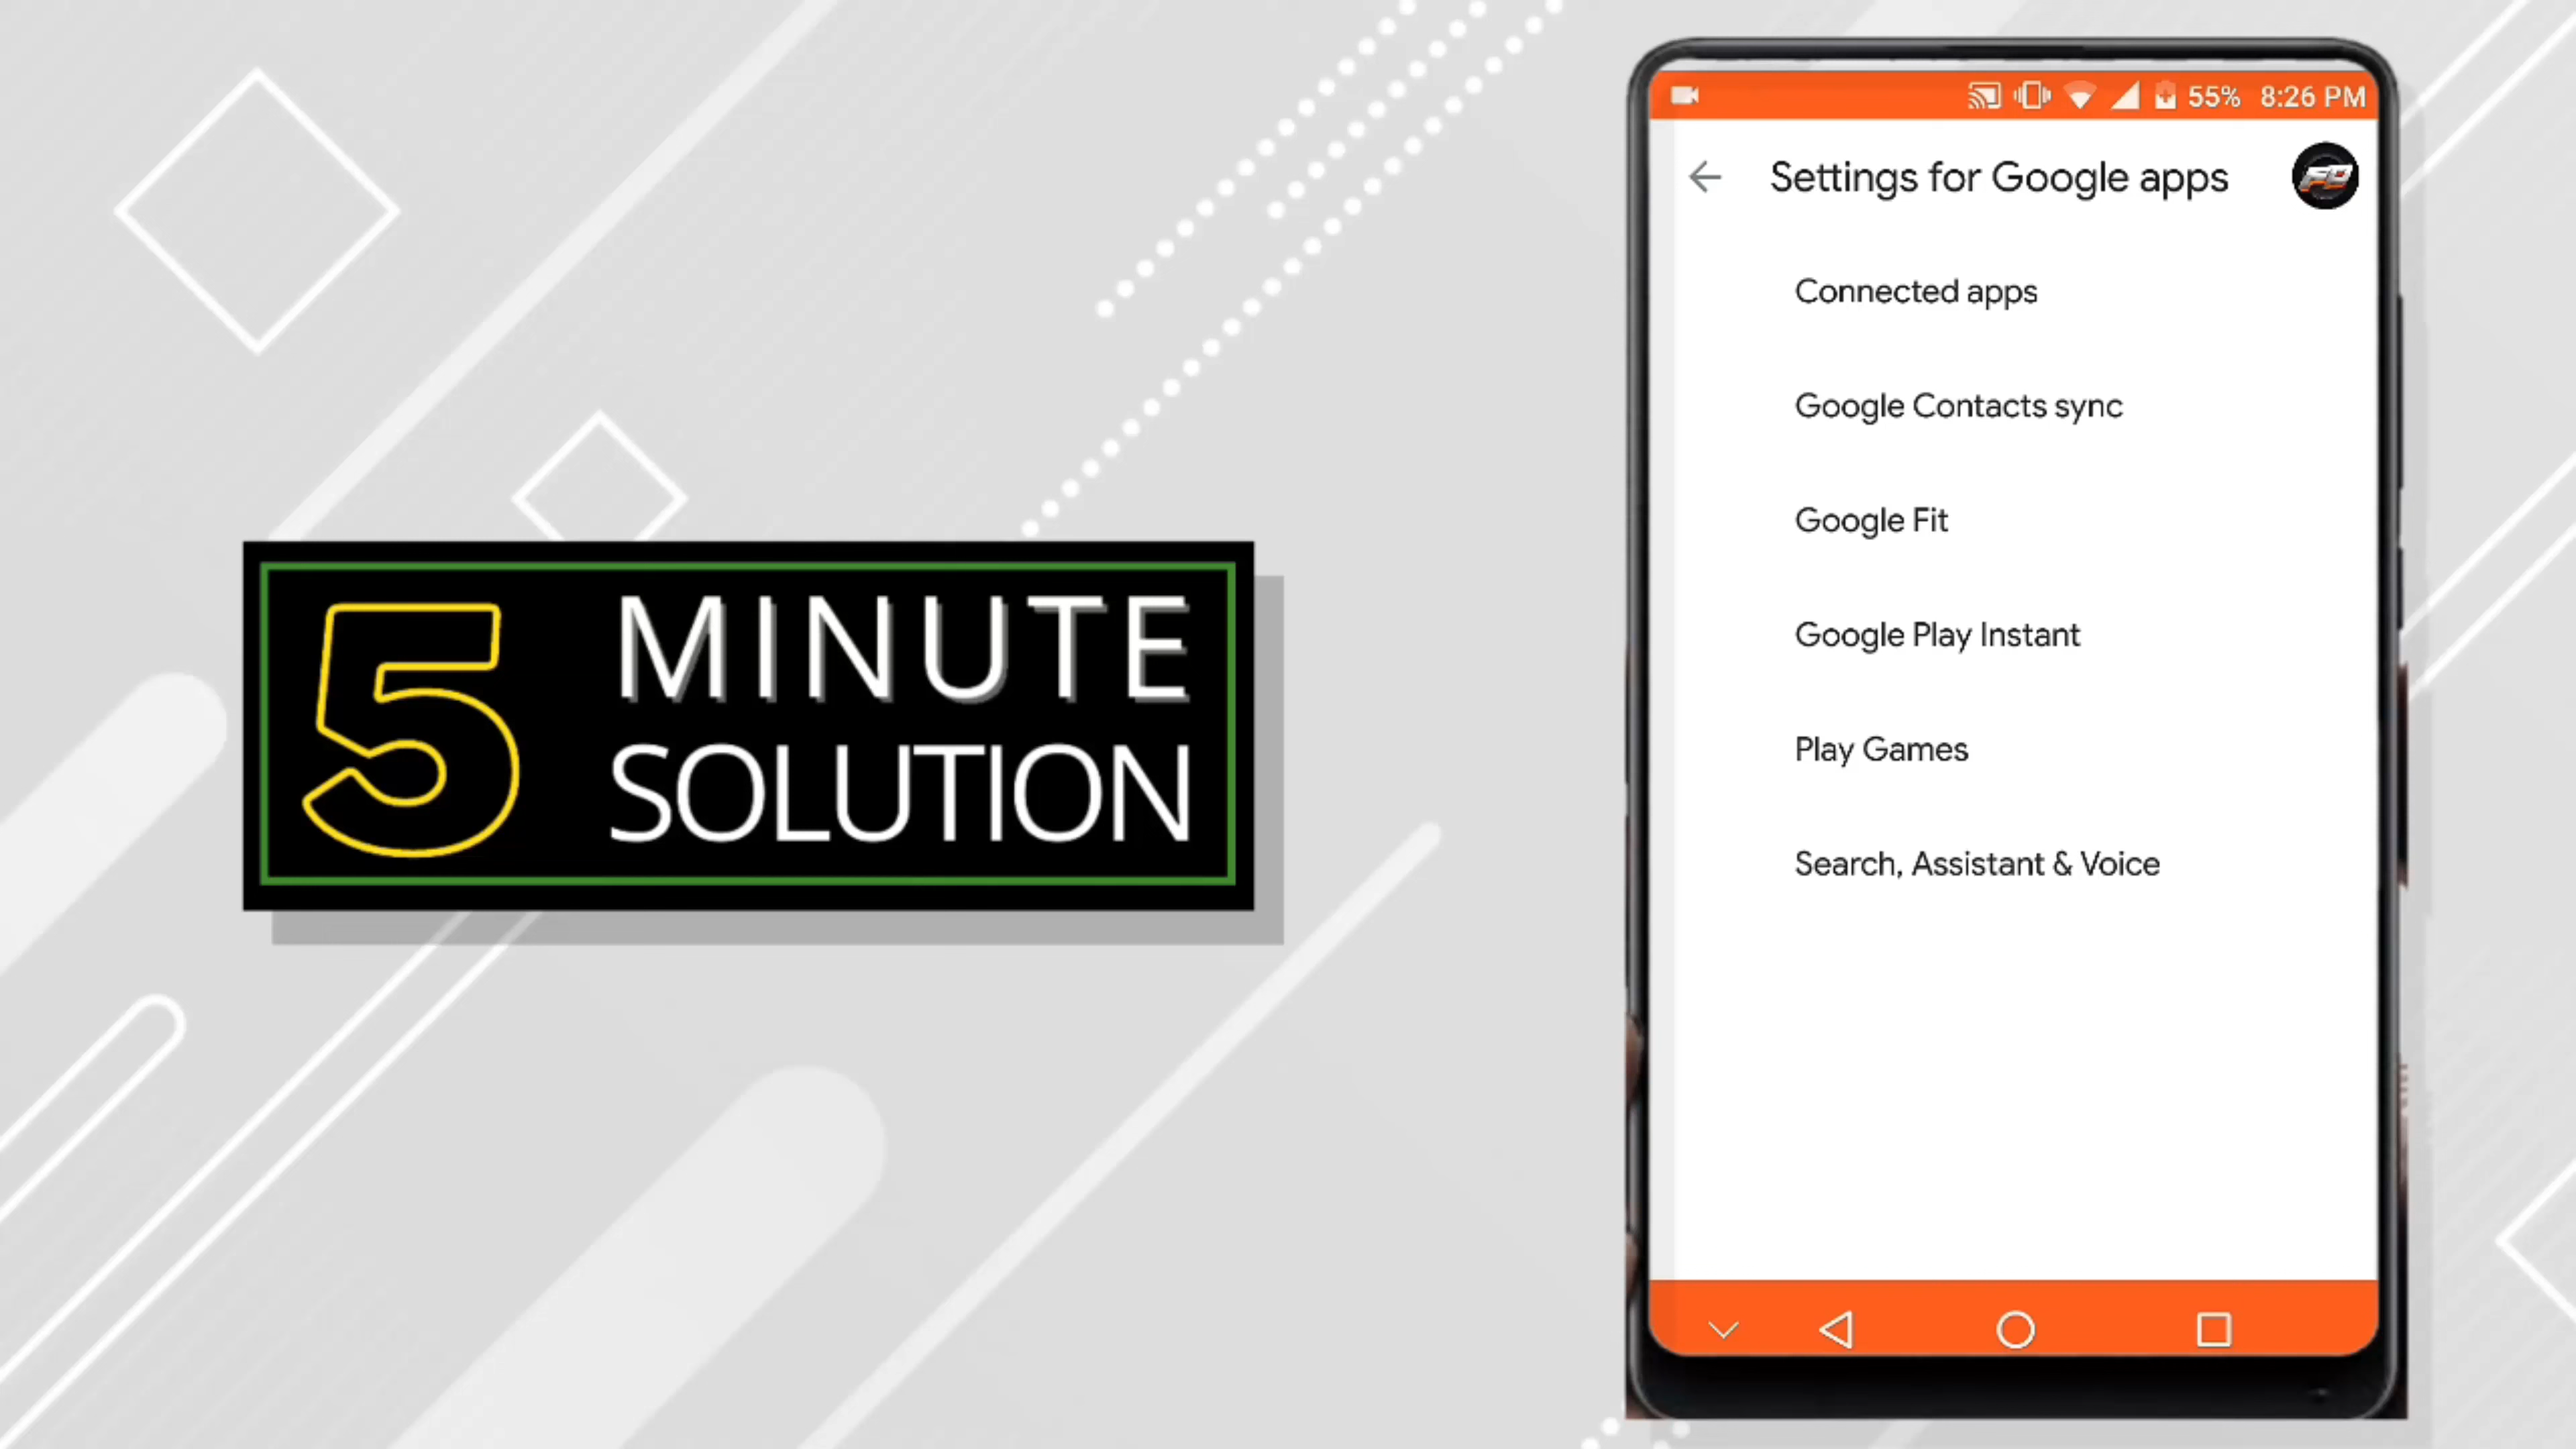 5
MINUTE
SOLUTION
55% 8:26 PM
Settings for Google apps
Connected apps
Google Contacts sync
Google Fit
Google Play Instant
Play Games
Search, Assistant & Voice